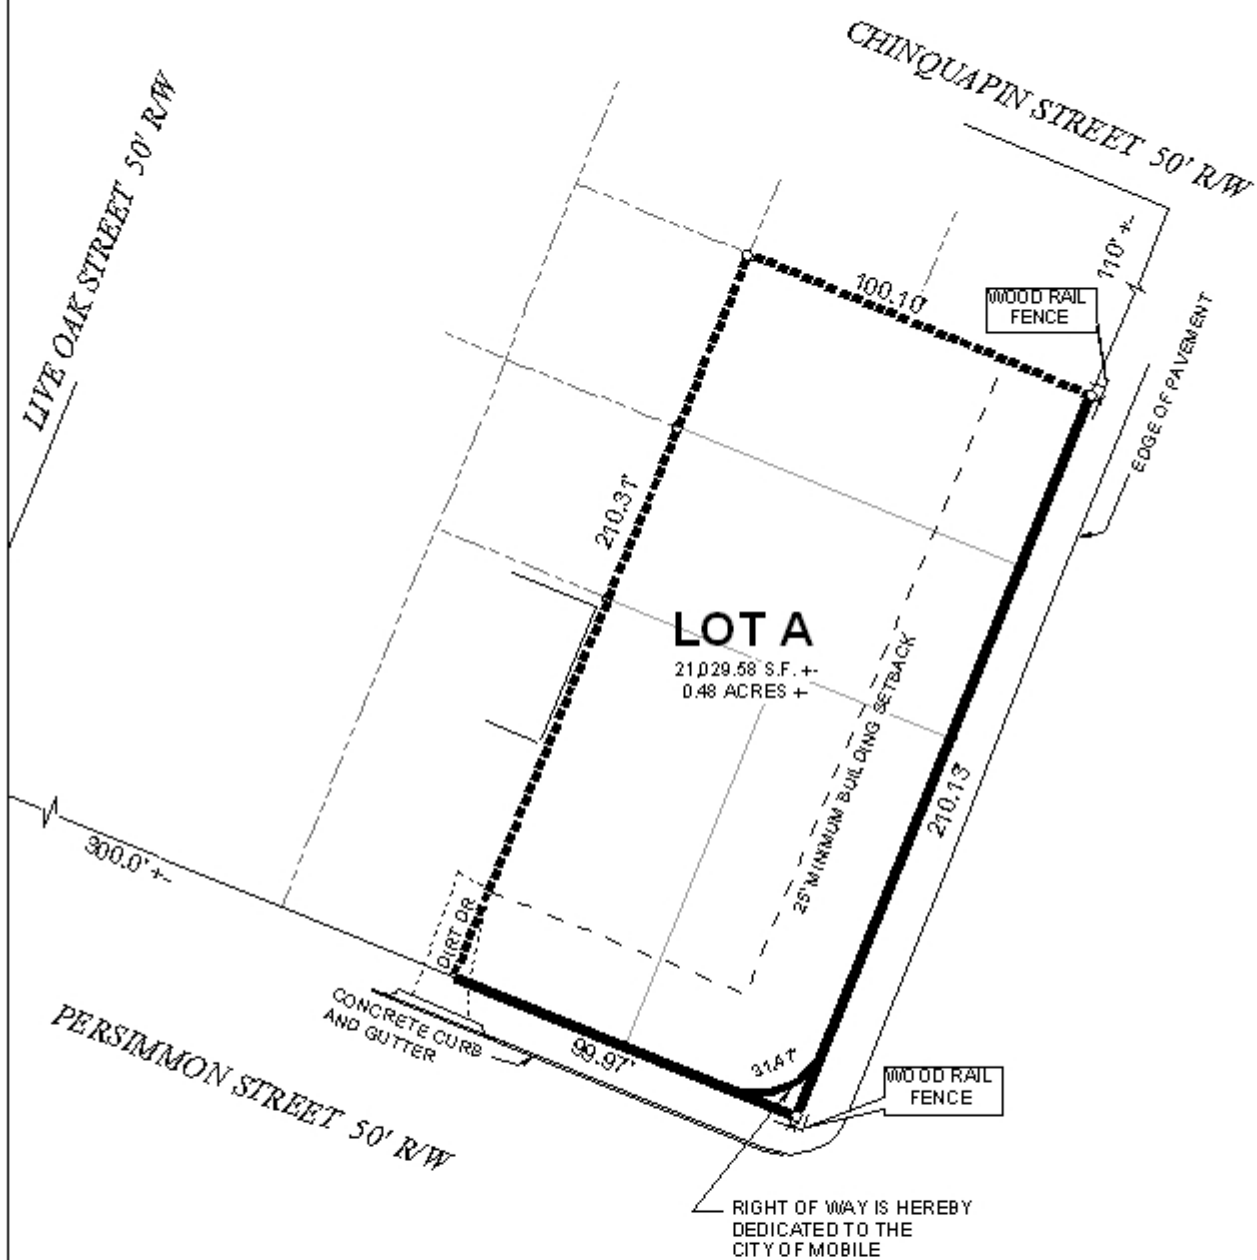 CHINQUAPIN STREET 50' R/W
LIVE OAK STREET 50' R/W
110' +-
100.10'
WOOD RAIL
FENCE
EDGE OF PAVEMENT
210.31'
LOT A
21,029.58 S.F. +-
0.48 ACRES +-
25' MINIMUM BUILDING SETBACK
210.13'
300.0' +-
DIRT DR
CONCRETE CURB
AND GUTTER
99.97'
31.41'
WOOD RAIL
FENCE
PERSIMMON STREET 50' R/W
RIGHT OF WAY IS HEREBY
DEDICATED TO THE
CITY OF MOBILE